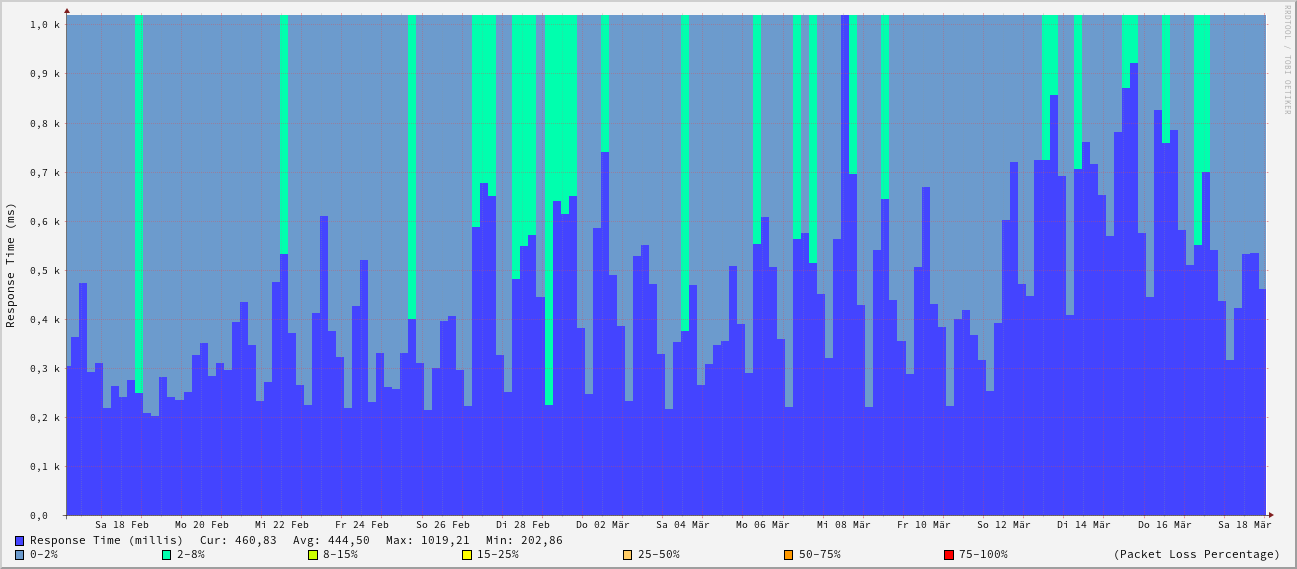 RRDTOOL / TOBI OETIKER
Response Time (ms)
1,0 k
0,9 k
0,8 k
0,7 k
0,6 k
0,5 k
0,4 k
0,3 k
0,2 k
0,1 k
0,0
Sa 18 Feb Mo 20 Feb Mi 22 Feb Fr 24 Feb So 26 Feb Di 28 Feb Do 02 Mär Sa 04 Mär Mo 06 Mär Mi 08 Mär Fr 10 Mär So 12 Mär Di 14 Mär Do 16 Mär Sa 18 Mär
Response Time (millis) Cur: 460,83 Avg: 444,50 Max: 1019,21 Min: 202,86
0-2% 2-8% 8-15% 15-25% 25-50% 50-75% 75-100% (Packet Loss Percentage)